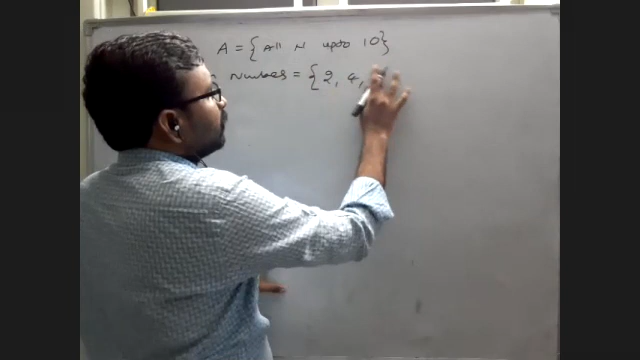 A = { All N upto 10 }
Numbers = { 2, 4,